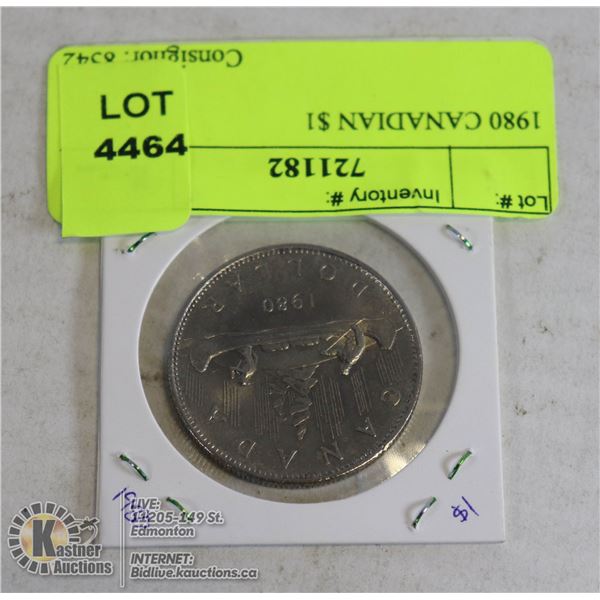 Consignor: 8342
LOT
4464
1980 CANADIAN $1
721182
Inventory #:
Lot#:
DOLLAR
1980
CANADA
$1
Kastner
Auctions
LIVE:
11205-149 St.
Edmonton
INTERNET:
Bidlive.kauctions.ca